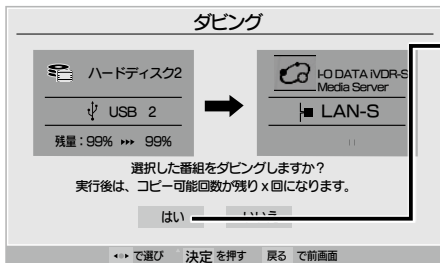 ダビング
ハードディスク2
USB 2
残量：99% ▸▸▸ 99%
I-O DATA iVDR-S
Media Server
LAN-S
選択した番組をダビングしますか？
実行後は、コピー可能回数が残りx回になります。
はい
いいえ
で選び 決定 を押す 戻る で前画面